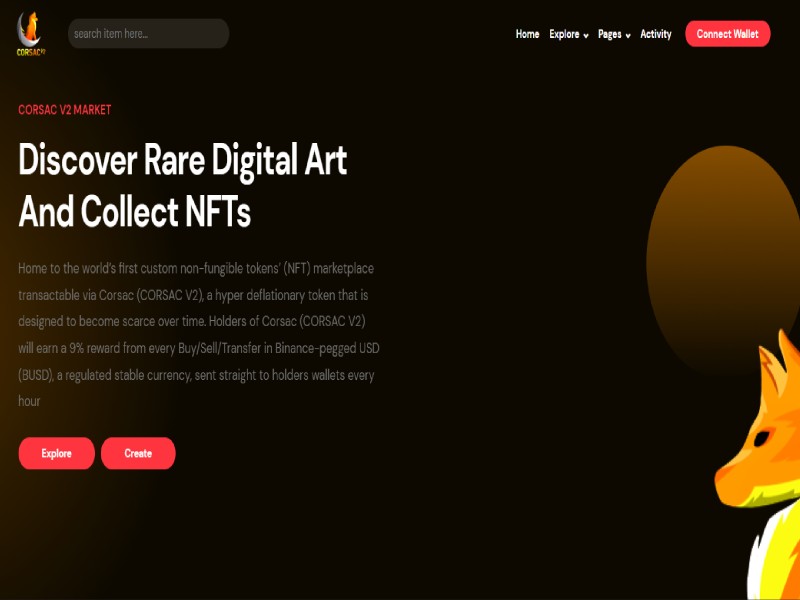 CORSAC V2
search item here...
Home
Explore
Pages
Activity
Connect Wallet
CORSAC V2 MARKET
Discover Rare Digital Art
And Collect NFTs
Home to the world's first custom non-fungible tokens' (NFT) marketplace
transactable via Corsac (CORSAC V2), a hyper deflationary token that is
designed to become scarce over time. Holders of Corsac (CORSAC V2)
will earn a 9% reward from every Buy/Sell/Transfer in Binance-pegged USD
(BUSD), a regulated stable currency, sent straight to holders wallets every
hour
Explore
Create